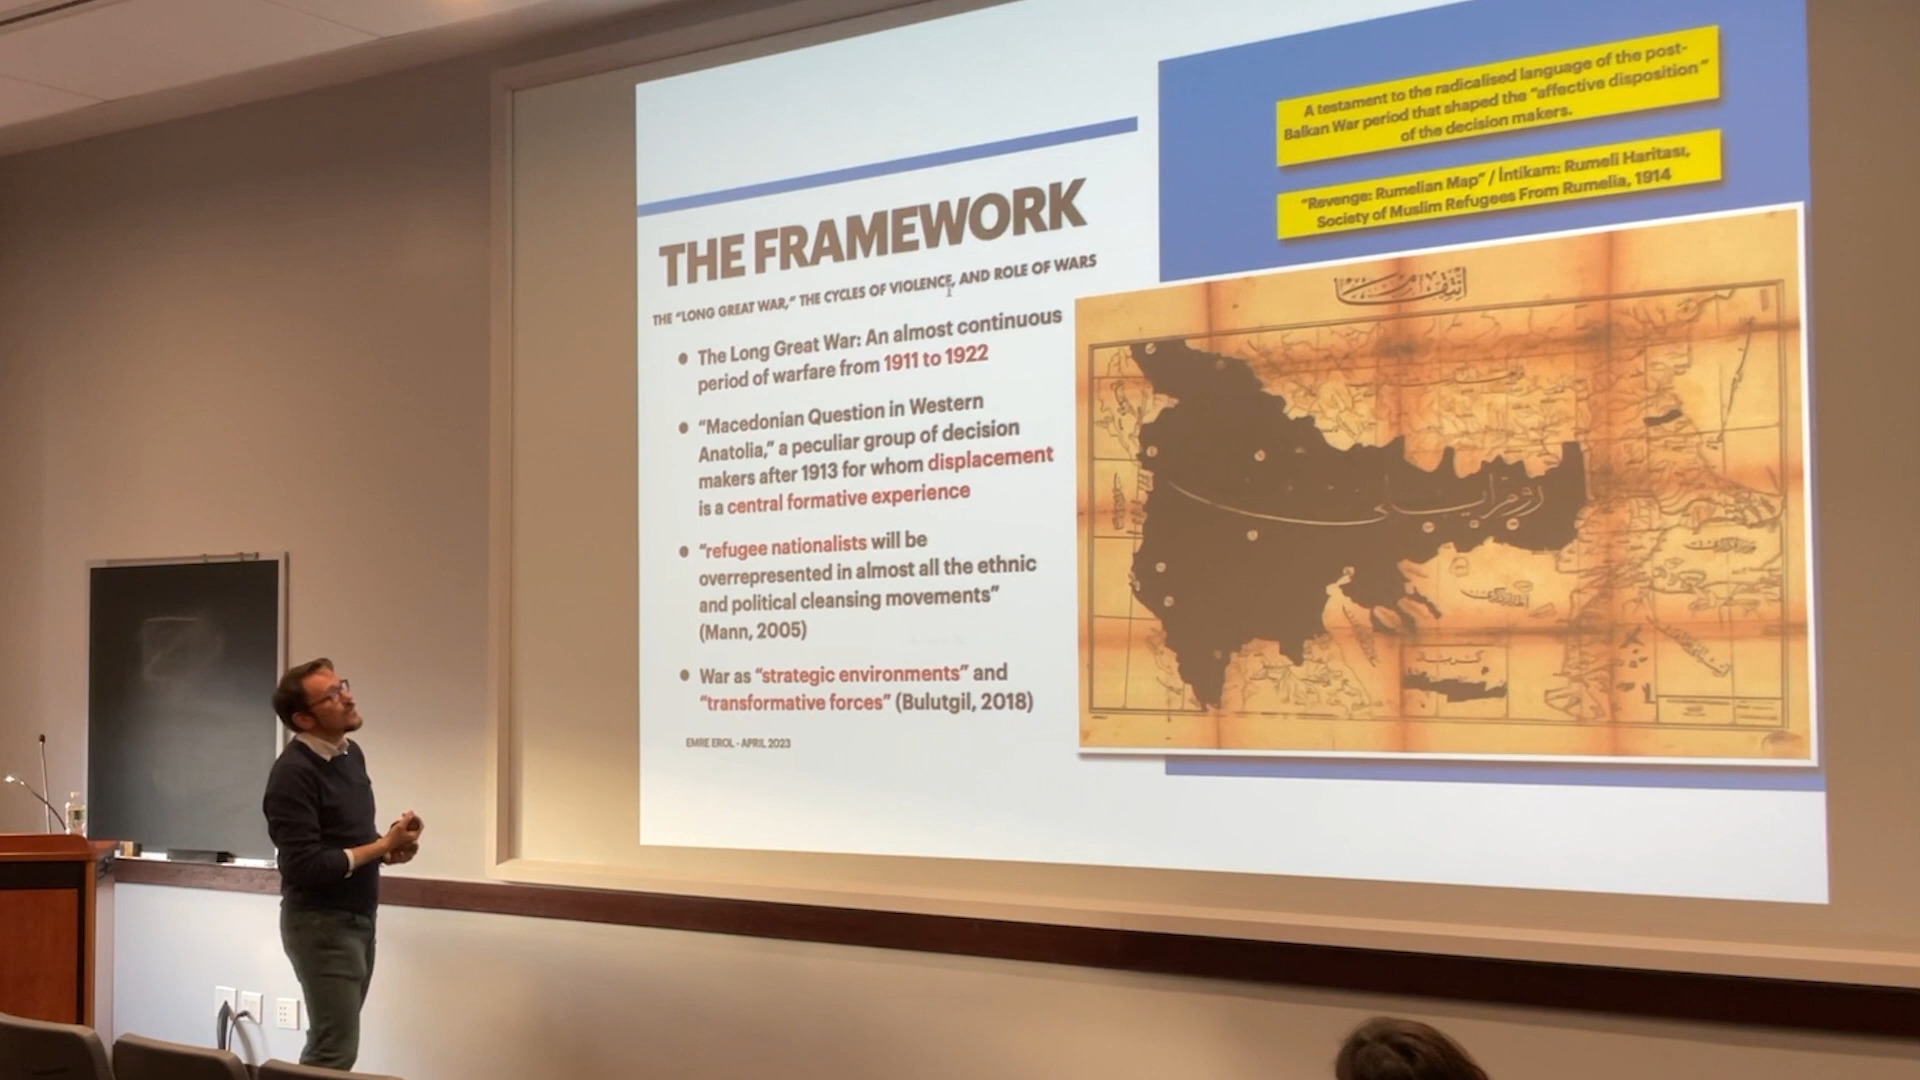 A testament to the radicalised language of the post-
Balkan War period that shaped the "affective disposition"
of the decision makers.
"Revenge: Rumelian Map" / İntikam: Rumeli Haritası,
Society of Muslim Refugees From Rumelia, 1914
THE FRAMEWORK
THE "LONG GREAT WAR," THE CYCLES OF VIOLENCE, AND ROLE OF WARS
• The Long Great War: An almost continuous
period of warfare from 1911 to 1922
• "Macedonian Question in Western
Anatolia," a peculiar group of decision
makers after 1913 for whom displacement
is a central formative experience
• "refugee nationalists will be
overrepresented in almost all the ethnic
and political cleansing movements"
(Mann, 2005)
• War as "strategic environments" and
"transformative forces" (Bulutgil, 2018)
EMRE EROL - APRIL 2023
انتقام
روم ايلى